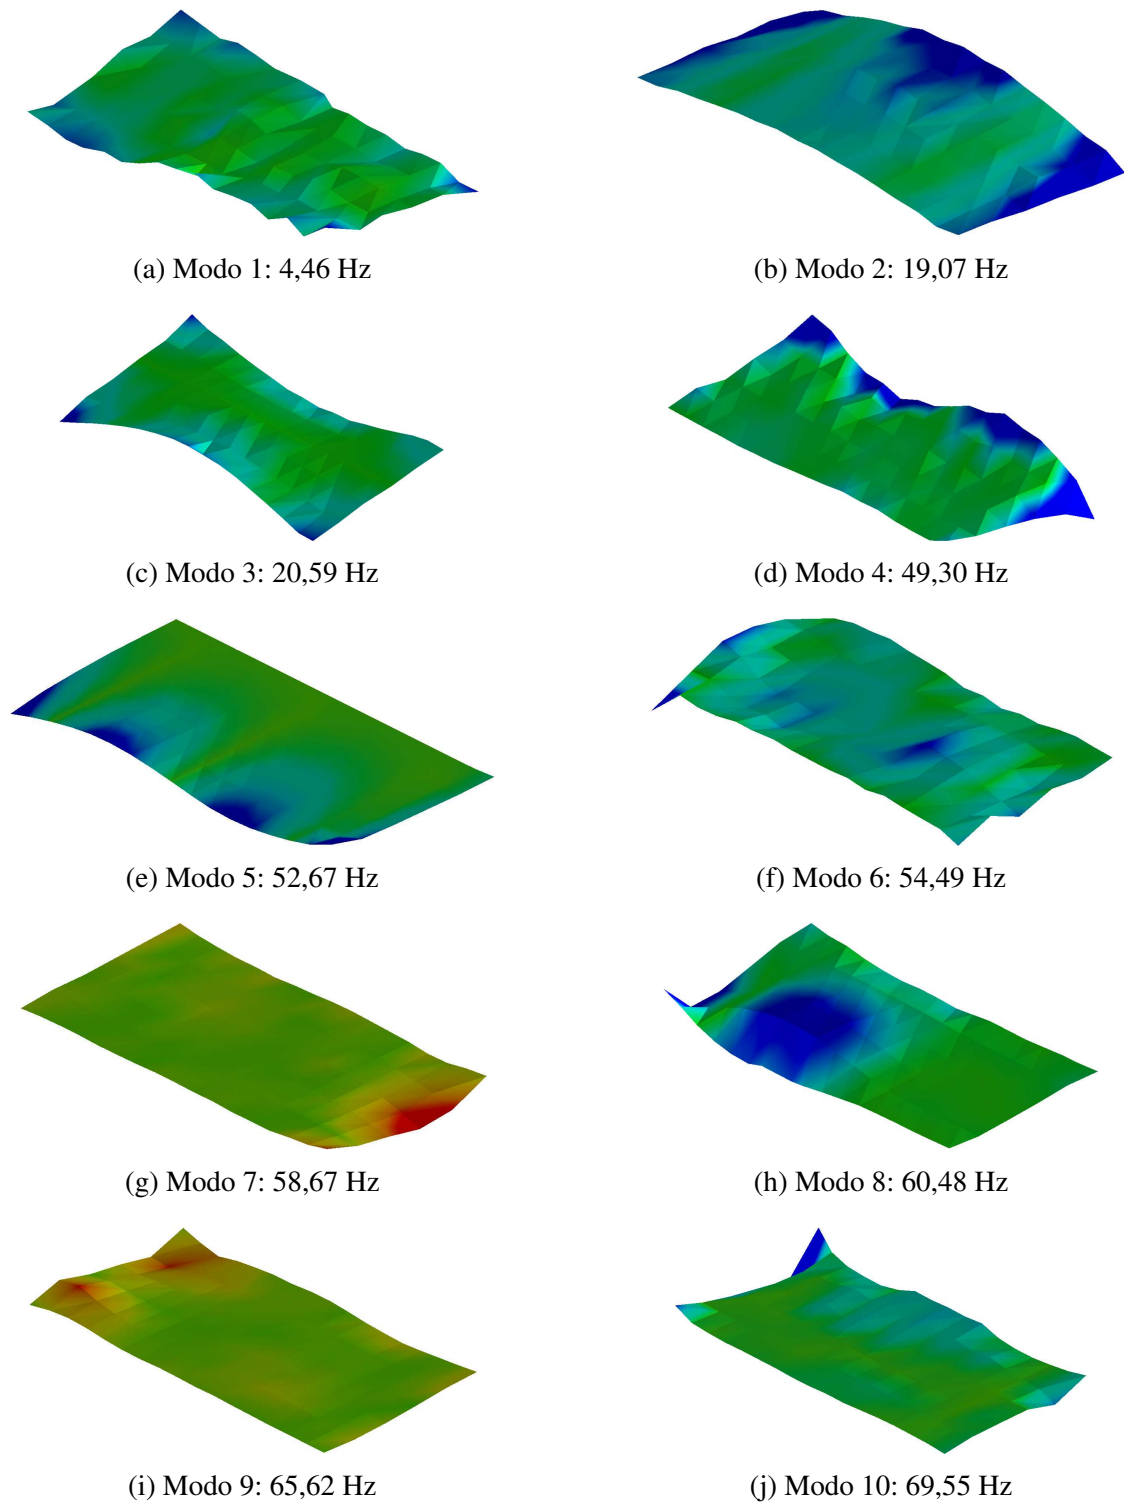 (a) Modo 1: 4,46 Hz
(b) Modo 2: 19,07 Hz
(c) Modo 3: 20,59 Hz
(d) Modo 4: 49,30 Hz
(e) Modo 5: 52,67 Hz
(f) Modo 6: 54,49 Hz
(g) Modo 7: 58,67 Hz
(h) Modo 8: 60,48 Hz
(i) Modo 9: 65,62 Hz
(j) Modo 10: 69,55 Hz